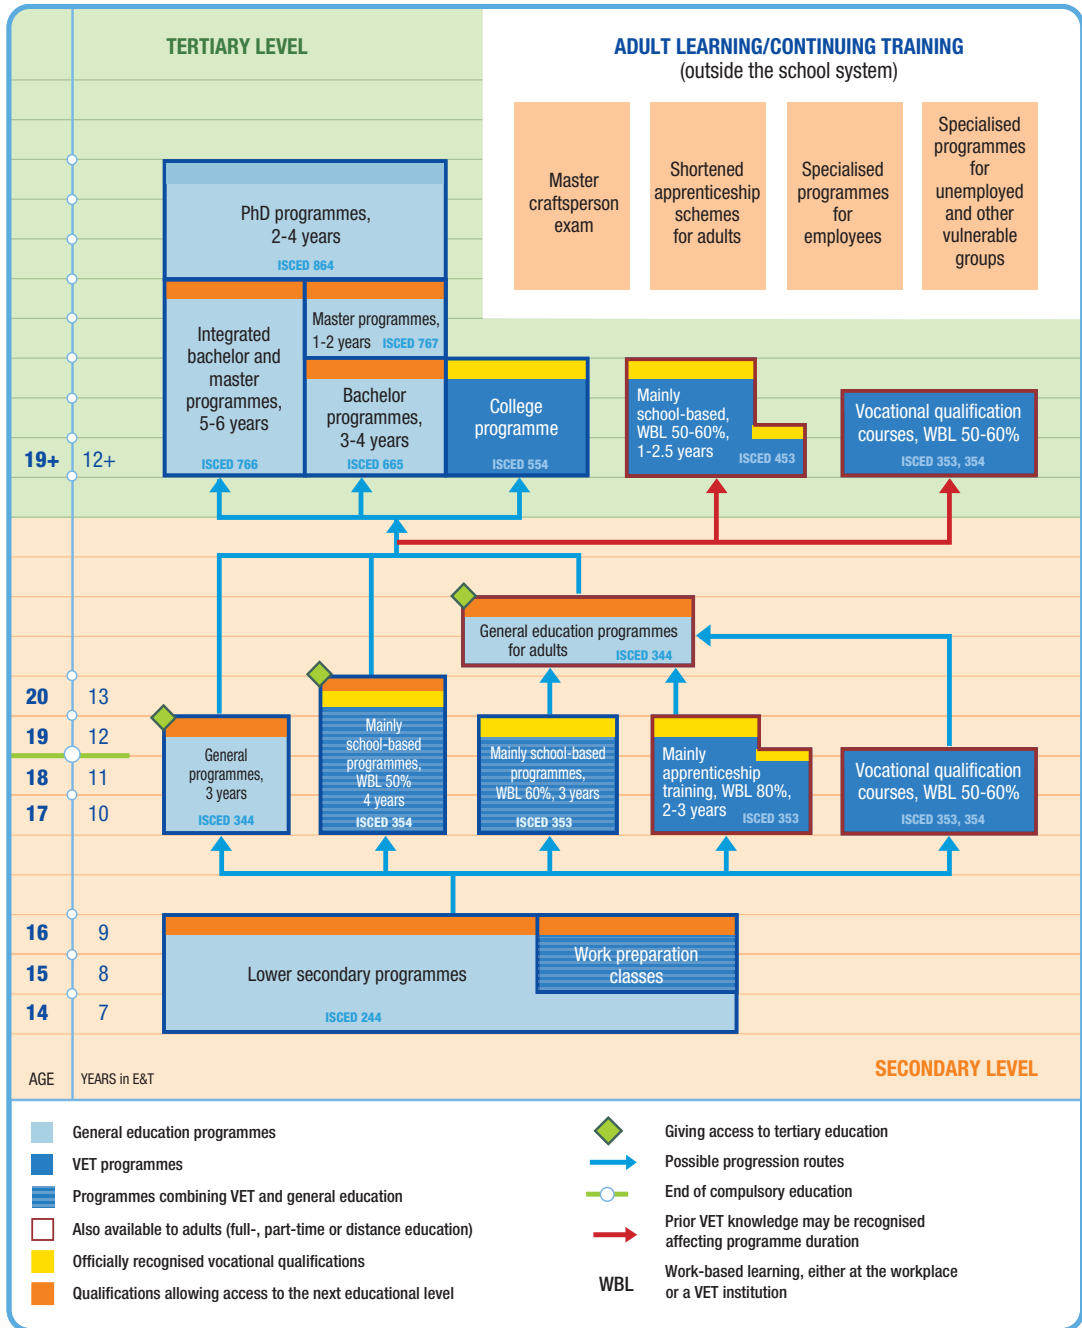 TERTIARY LEVEL
ADULT LEARNING/CONTINUING TRAINING
(outside the school system)
Master
craftsperson
exam
Shortened
apprenticeship
schemes
for adults
Specialised
programmes
for
employees
Specialised
programmes
for
unemployed
and other
vulnerable
groups
PhD programmes,
2-4 years
ISCED 864
Integrated
bachelor and
master
programmes,
5-6 years
ISCED 766
Master programmes,
1-2 years ISCED 767
Bachelor
programmes,
3-4 years
ISCED 665
College
programme
ISCED 554
Mainly
school-based,
WBL 50-60%,
1-2.5 years ISCED 453
Vocational qualification
courses, WBL 50-60%
ISCED 353, 354
19+ 12+
General education programmes
for adults ISCED 344
20 13
19 12
18 11
17 10
General
programmes,
3 years
ISCED 344
Mainly
school-based
programmes,
WBL 50%
4 years
ISCED 354
Mainly school-based
programmes,
WBL 60%, 3 years
ISCED 353
Mainly
apprenticeship
training, WBL 80%,
2-3 years ISCED 353
Vocational qualification
courses, WBL 50-60%
ISCED 353, 354
16 9
15 8
14 7
Lower secondary programmes
ISCED 244
Work preparation
classes
SECONDARY LEVEL
AGE YEARS in E&T
General education programmes
VET programmes
Programmes combining VET and general education
Also available to adults (full-, part-time or distance education)
Officially recognised vocational qualifications
Qualifications allowing access to the next educational level
Giving access to tertiary education
Possible progression routes
End of compulsory education
Prior VET knowledge may be recognised
affecting programme duration
WBL Work-based learning, either at the workplace
or a VET institution